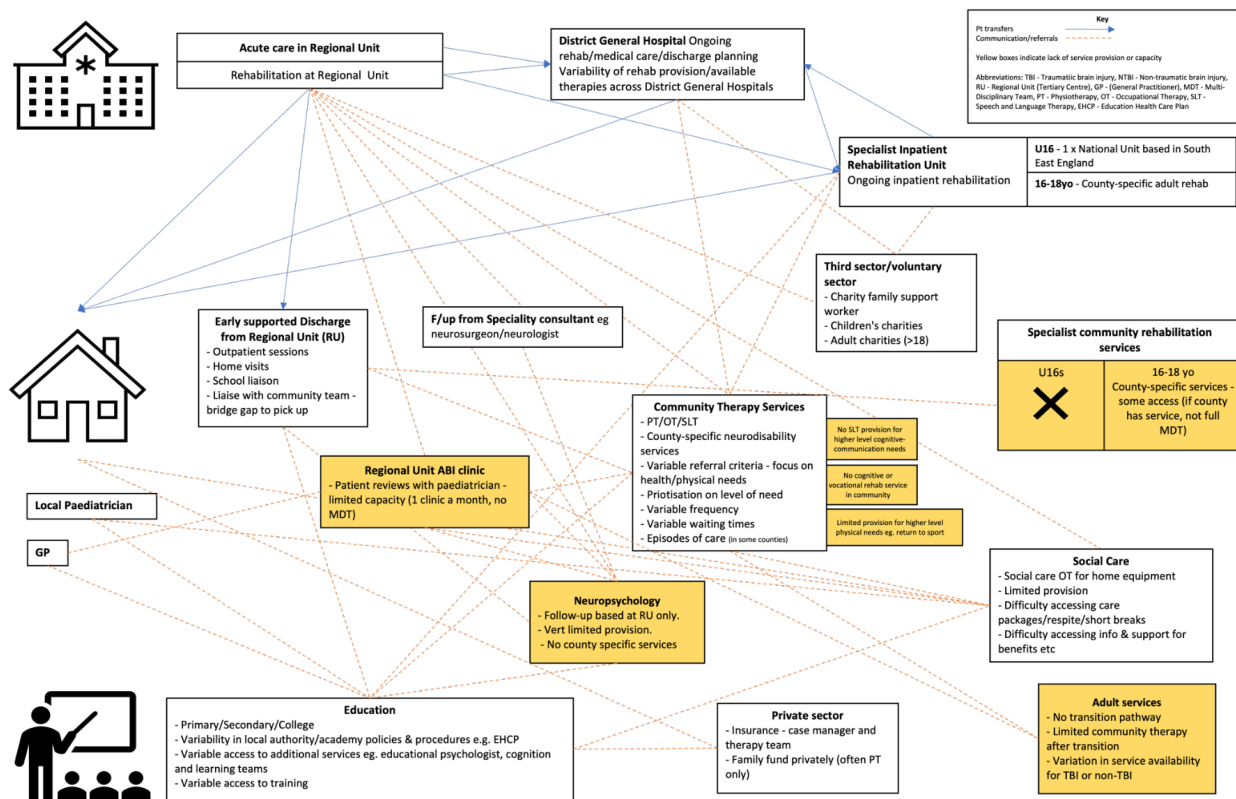 Acute care in Regional Unit
Rehabilitation at Regional Unit
District General Hospital Ongoing
rehab/medical care/discharge planning
Variability of rehab provision/available
therapies across District General Hospitals
Key
Pt transfers
Communication/referrals
Yellow boxes indicate lack of service provision or capacity
Abbreviations: TBI - Traumatiic brain injury, NTBI - Non-traumatic brain injury,
RU - Regional Unit (Tertiary Centre), GP - (General Practitioner), MDT - Multi-
Disciplinary Team, PT - Physiotherapy, OT - Occupational Therapy, SLT -
Speech and Language Therapy, EHCP - Education Health Care Plan
Specialist Inpatient
Rehabilitation Unit
Ongoing inpatient rehabilitation
U16 - 1 x National Unit based in South
East England
16-18yo - County-specific adult rehab
Third sector/voluntary
sector
- Charity family support
worker
- Children's charities
- Adult charities (>18)
Early supported Discharge
from Regional Unit (RU)
- Outpatient sessions
- Home visits
- School liaison
- Liaise with community team -
bridge gap to pick up
F/up from Speciality consultant eg
neurosurgeon/neurologist
Specialist community rehabilitation
services
U16s
16-18 yo
County-specific services -
some access (if county
has service, not full
MDT)
Community Therapy Services
- PT/OT/SLT
- County-specific neurodisability
services
- Variable referral criteria - focus on
health/physical needs
- Priotisation on level of need
- Variable frequency
- Variable waiting times
- Episodes of care (in some counties)
No SLT provision for
higher level cognitive-
communication needs
No cognitive or
vocational rehab service
in community
Limited provision for higher level
physical needs eg. return to sport
Regional Unit ABI clinic
- Patient reviews with paediatrician -
limited capacity (1 clinic a month, no
MDT)
Local Paediatrician
GP
Neuropsychology
- Follow-up based at RU only.
- Vert limited provision.
- No county specific services
Social Care
- Social care OT for home equipment
- Limited provision
- Difficulty accessing care
packages/respite/short breaks
- Difficulty accessing info & support for
benefits etc
Education
- Primary/Secondary/College
- Variability in local authority/academy policies & procedures e.g. EHCP
- Variable access to additional services eg. educational psychologist, cognition
and learning teams
- Variable access to training
Private sector
- Insurance - case manager and
therapy team
- Family fund privately (often PT
only)
Adult services
- No transition pathway
- Limited community therapy
after transition
- Variation in service availability
for TBI or non-TBI